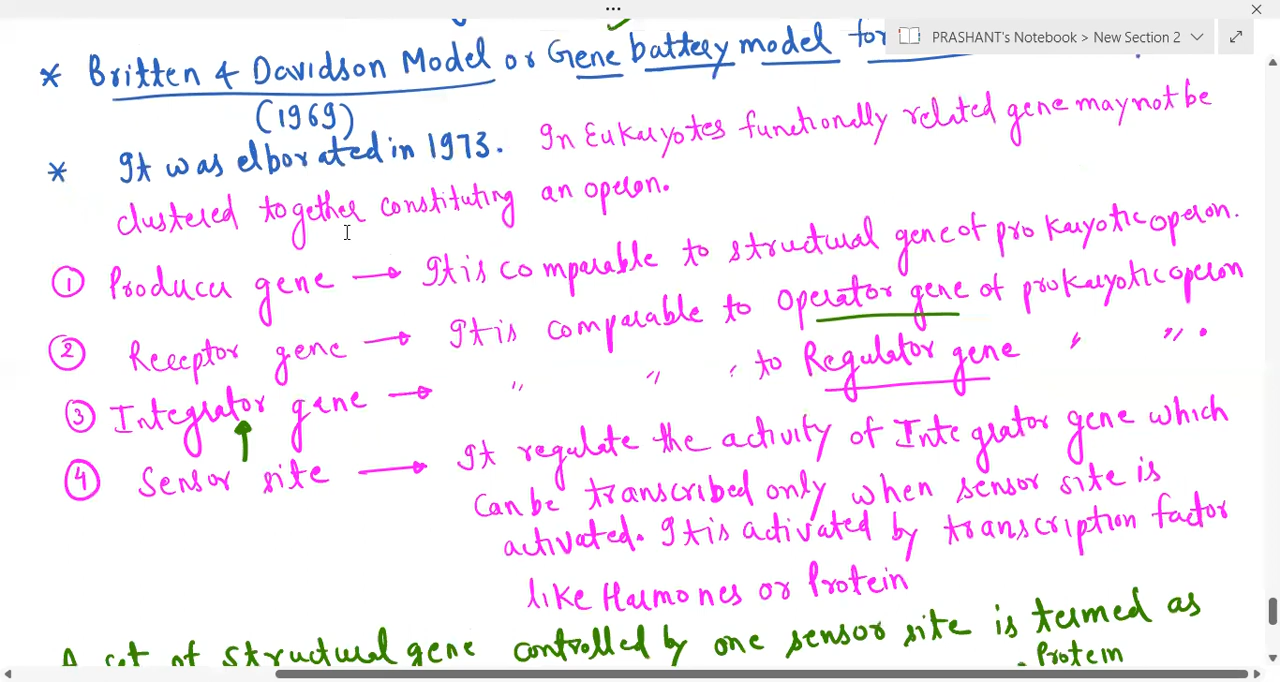 ...
PRASHANT's Notebook > New Section 2
* Britten & Davidson Model or Gene battery model for
(1969)
* It was elborated in 1973. In Eukaryotes functionally related gene may not be
clustered together constituting an operon.
① Producer gene → It is comparable to structural gene of prokaryotic operon.
② Receptor gene → It is comparable to operator gene of prokaryotic operon
③ Integrator gene → " " " to Regulator gene " ".
④ Sensor site → It regulate the activity of Integrator gene which
can be transcribed only when sensor site is
activated. It is activated by transcription factor
like Harmones or Protein
A set of structural gene controlled by one sensor site is termed as
Protein